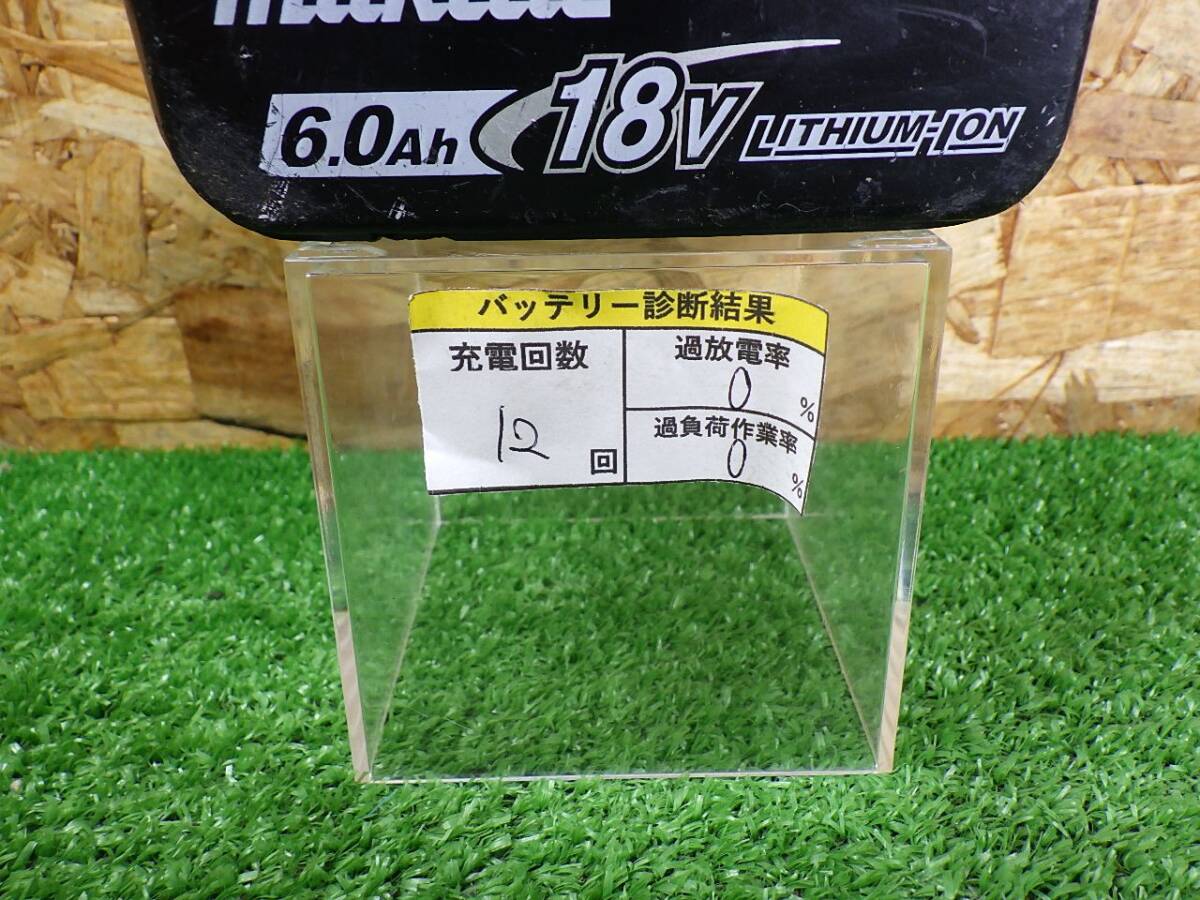 makita
6.0Ah 18V LITHIUM-ION
バッテリー診断結果
充電回数
12 回
過放電率
0 %
過負荷作業率
0 %